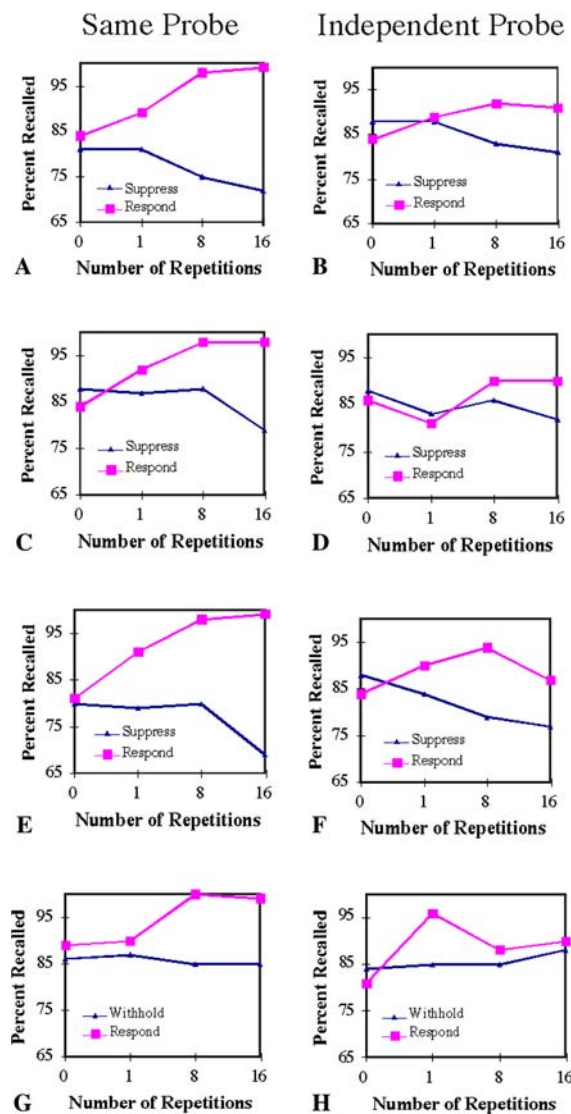 Same Probe Independent Probe
Percent Recalled
95
85
75
65
Suppress
Respond
0 1 8 16
A Number of Repetitions
Percent Recalled
95
85
75
65
Suppress
Respond
0 1 8 16
B Number of Repetitions
Percent Recalled
95
85
75
65
Suppress
Respond
0 1 8 16
C Number of Repetitions
Percent Recalled
95
85
75
65
Suppress
Respond
0 1 8 16
D Number of Repetitions
Percent Recalled
95
85
75
65
Suppress
Respond
0 1 8 16
E Number of Repetitions
Percent Recalled
95
85
75
65
Suppress
Respond
0 1 8 16
F Number of Repetitions
Percent Recalled
95
85
75
65
Withhold
Respond
0 1 8 16
G Number of Repetitions
Percent Recalled
95
85
75
65
Withhold
Respond
0 1 8 16
H Number of Repetitions